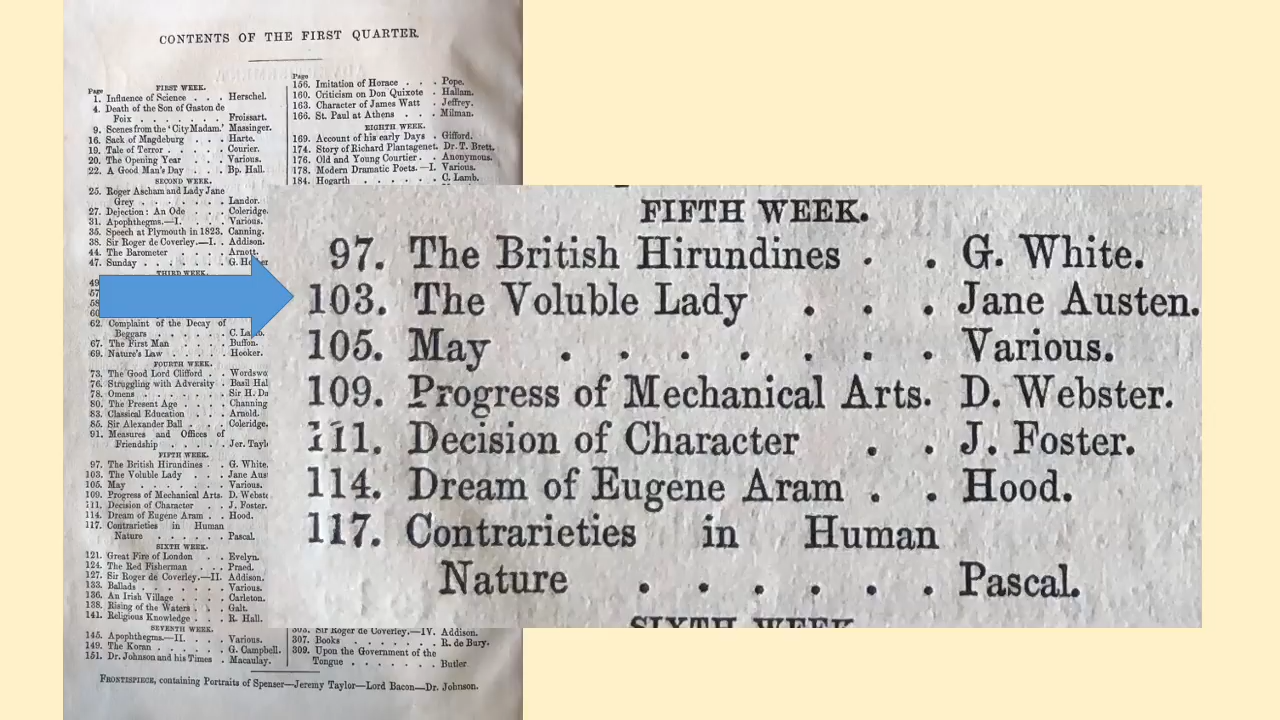 CONTENTS OF THE FIRST QUARTER.
Page
FIRST WEEK.
1. Influence of Science . . . Herschel.
4. Death of the Son of Gaston de
Foix . . . . . . Froissart.
9. Scenes from the 'City Madam.' Massinger.
16. Sack of Magdeburg . . . Harte.
19. Tale of Terror . . . . . Courier.
20. The Opening Year . . . Various.
22. A Good Man's Day . . . Bp. Hall.
SECOND WEEK.
25. Roger Ascham and Lady Jane
Grey . . . . . . Landor.
27. Dejection: An Ode . . . Coleridge.
31. Apophthegms.—I. . . . Various.
35. Speech at Plymouth in 1823. Canning.
38. Sir Roger de Coverley.—I. . Addison.
44. The Barometer . . . Arnott.
47. Sunday . . . . . . G. He
THIRD WEEK.
49
57
58
60
62. Complaint of the Decay of
Beggars . . . . . . C. Lamb.
67. The First Man . . . . Buffon.
69. Nature's Law . . . . . Hooker.
FOURTH WEEK.
73. The Good Lord Clifford . Wordswo
76. Struggling with Adversity . Basil Hal
78. Omens . . . . . . Sir H. Da
80. The Present Age . . . Channing
83. Classical Education . . . Arnold.
85. Sir Alexander Ball . . . Coleridge.
91. Measures and Offices of
Friendship . . . . . Jer. Tayl
FIFTH WEEK.
97. The British Hirundines . . G. White.
103. The Voluble Lady . . . Jane Aus
105. May . . . . . . . Various.
109. Progress of Mechanical Arts. D. Webste
111. Decision of Character . . J. Foster.
114. Dream of Eugene Aram . . Hood.
117. Contrarieties in Human
Nature . . . . . . Pascal.
SIXTH WEEK.
121. Great Fire of London . . Evelyn.
124. The Red Fisherman . . . Praed.
127. Sir Roger de Coverley.—II. Addison.
133. Ballads . . . . . . Various.
136. An Irish Village . . . . Carleton.
138. Rising of the Waters . . . Galt.
141. Religious Knowledge . . . R. Hall.
SEVENTH WEEK.
145. Apophthegms.—II. . . . Various.
149. The Koran . . . . . G. Campbell.
151. Dr. Johnson and his Times . Macaulay.
Page
156. Imitation of Horace . . . Pope.
160. Criticism on Don Quixote . Hallam.
163. Character of James Watt . Jeffrey.
166. St. Paul at Athens . . . Milman.
EIGHTH WEEK.
169. Account of his early Days . Gifford.
174. Story of Richard Plantagenet. Dr. T. Brett.
176. Old and Young Courtier. . Anonymous.
178. Modern Dramatic Poets.—I. Various.
184. Hogarth . . . . . . C. Lamb.
303. Sir Roger de Coverley.—IV. Addison.
307. Books . . . . . . . R. de Bury.
309. Upon the Government of the
Tongue . . . . . . Butler
FRONTISPIECE, containing Portraits of Spenser—Jeremy Taylor—Lord Bacon—Dr. Johnson.
FIFTH WEEK.
97. The British Hirundines . . G. White.
103. The Voluble Lady . . . Jane Austen.
105. May . . . . . . . Various.
109. Progress of Mechanical Arts. D. Webster.
111. Decision of Character . . J. Foster.
114. Dream of Eugene Aram . . Hood.
117. Contrarieties in Human
Nature . . . . . . Pascal.
SIXTH WEEK